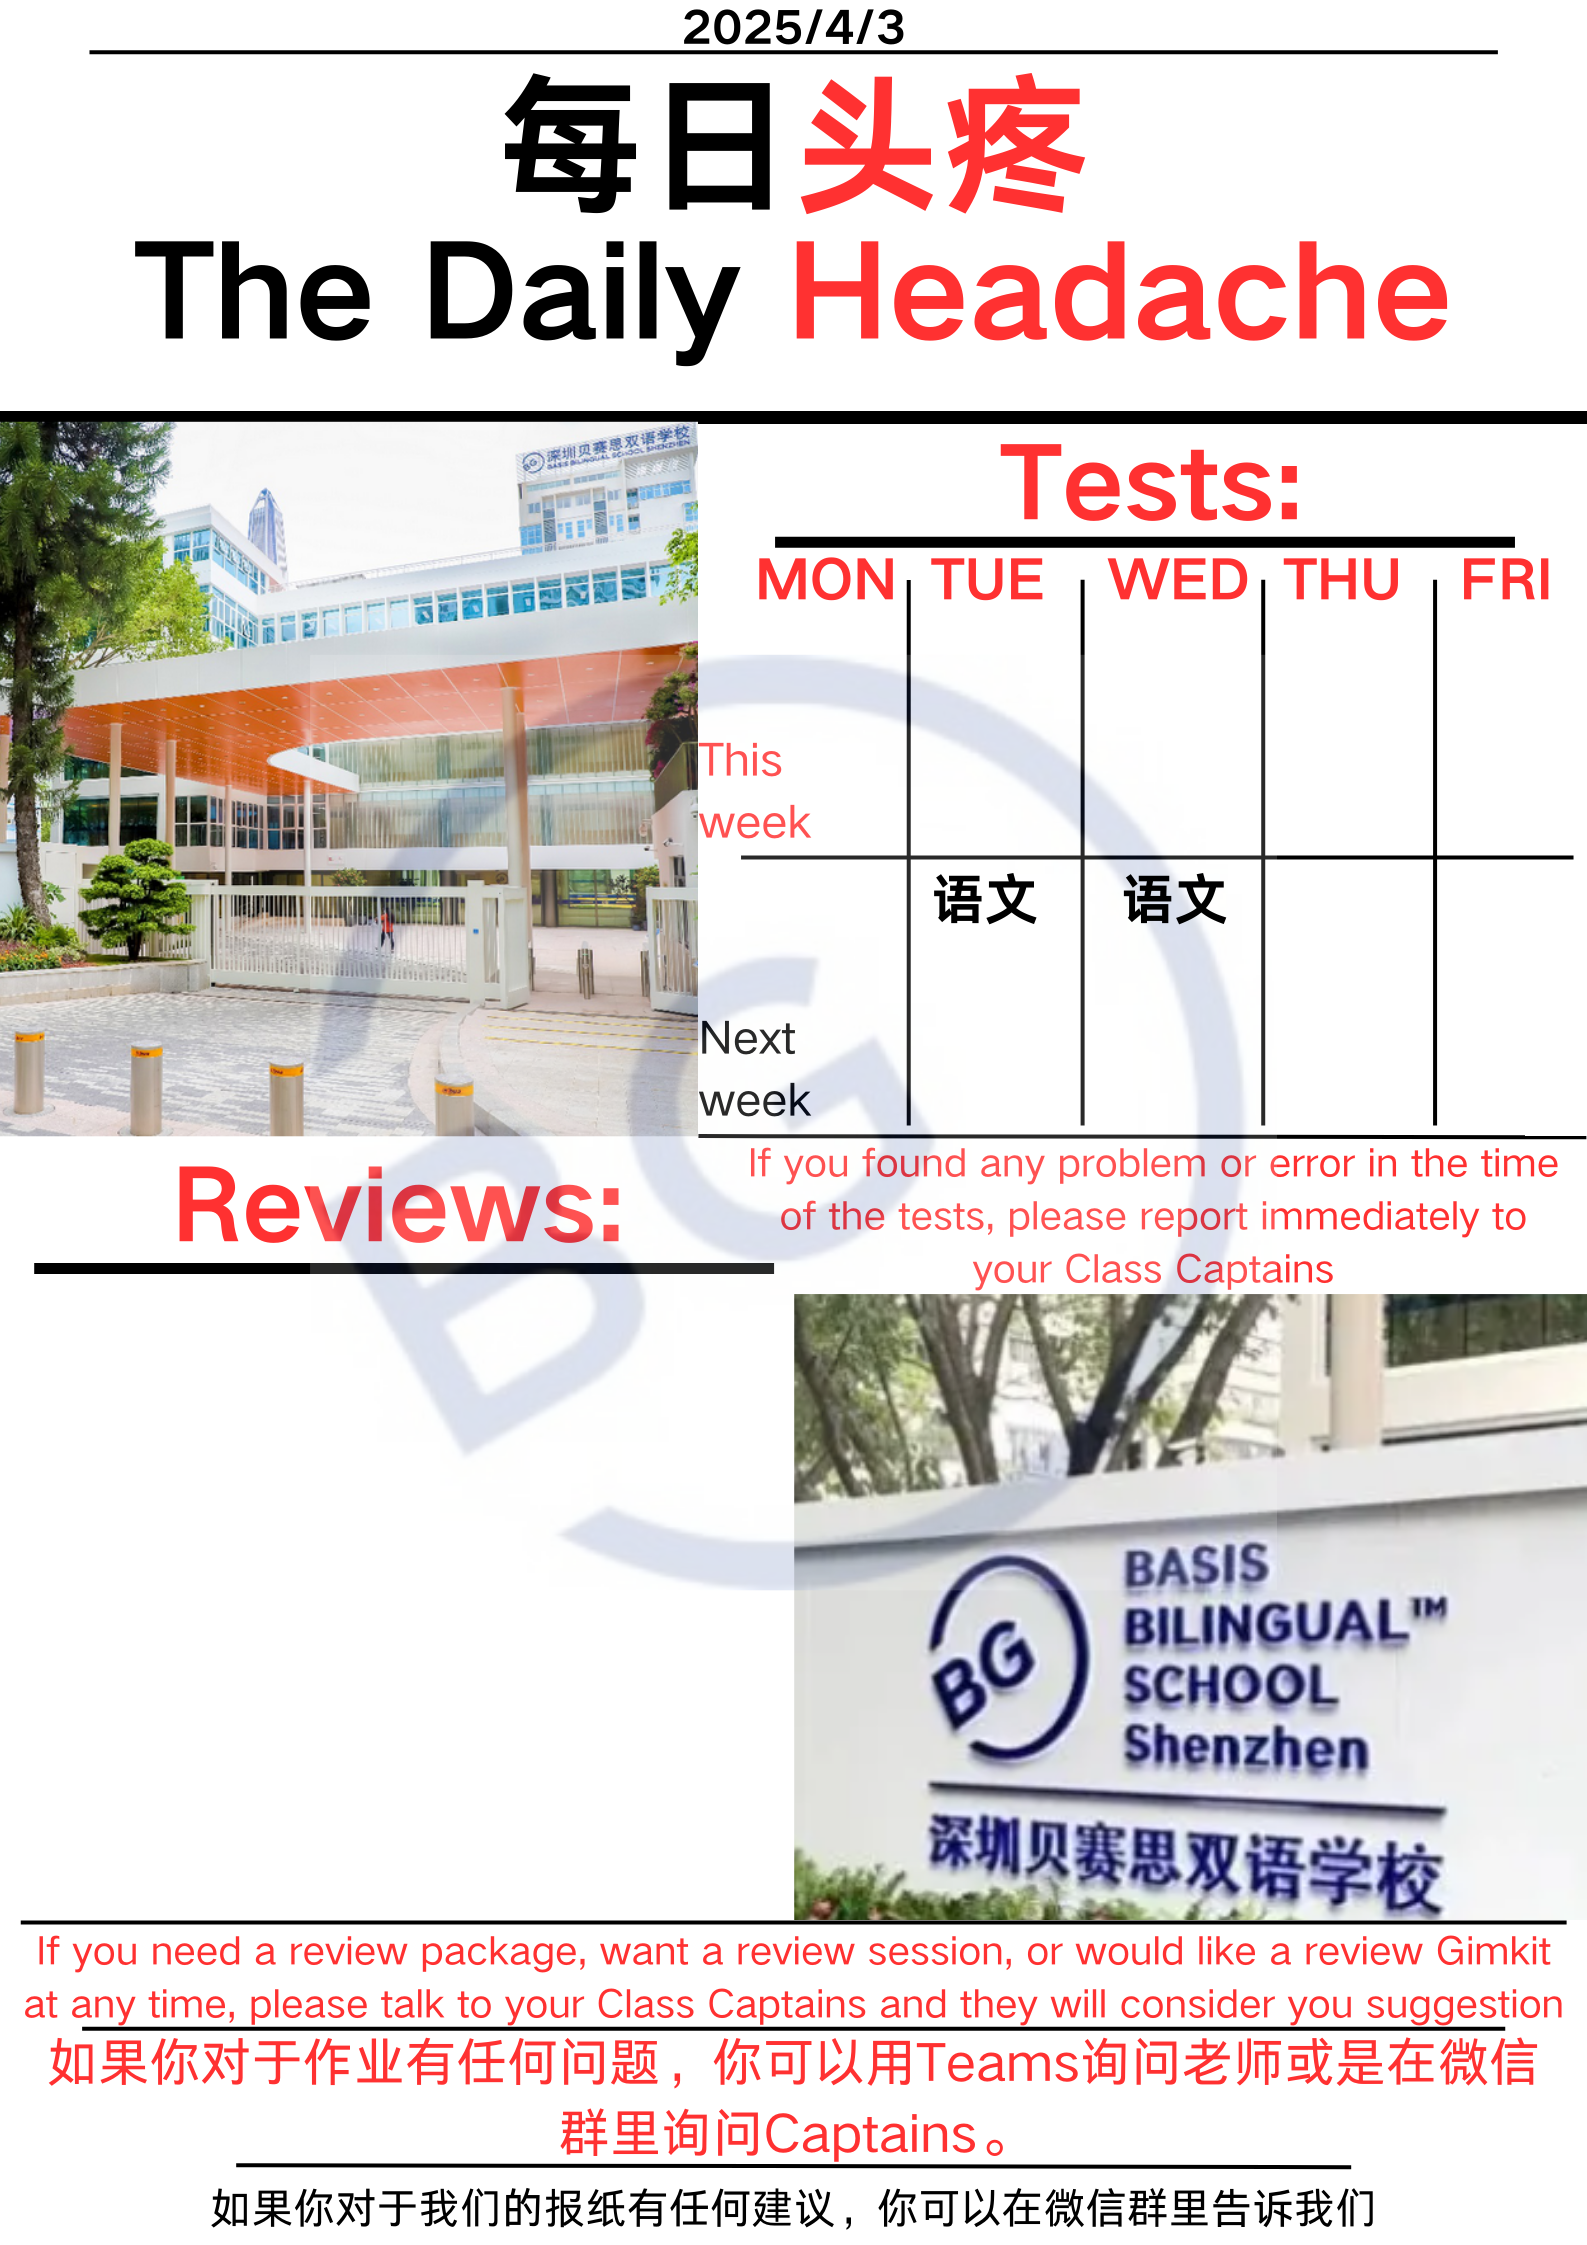 2025/4/3
每日头疼
The Daily Headache
深圳贝赛思双语学校
BASIS BILINGUAL SCHOOL SHENZHEN
Tests:
MON TUE WED THU FRI
This
week
语文 语文
Next
week
If you found any problem or error in the time
of the tests, please report immediately to
your Class Captains
Reviews:
BG
BG
BASIS
BILINGUAL™
SCHOOL
Shenzhen
深圳贝赛思双语学校
If you need a review package, want a review session, or would like a review Gimkit
at any time, please talk to your Class Captains and they will consider you suggestion
如果你对于作业有任何问题，你可以用Teams询问老师或是在微信
群里询问Captains。
如果你对于我们的报纸有任何建议，你可以在微信群里告诉我们